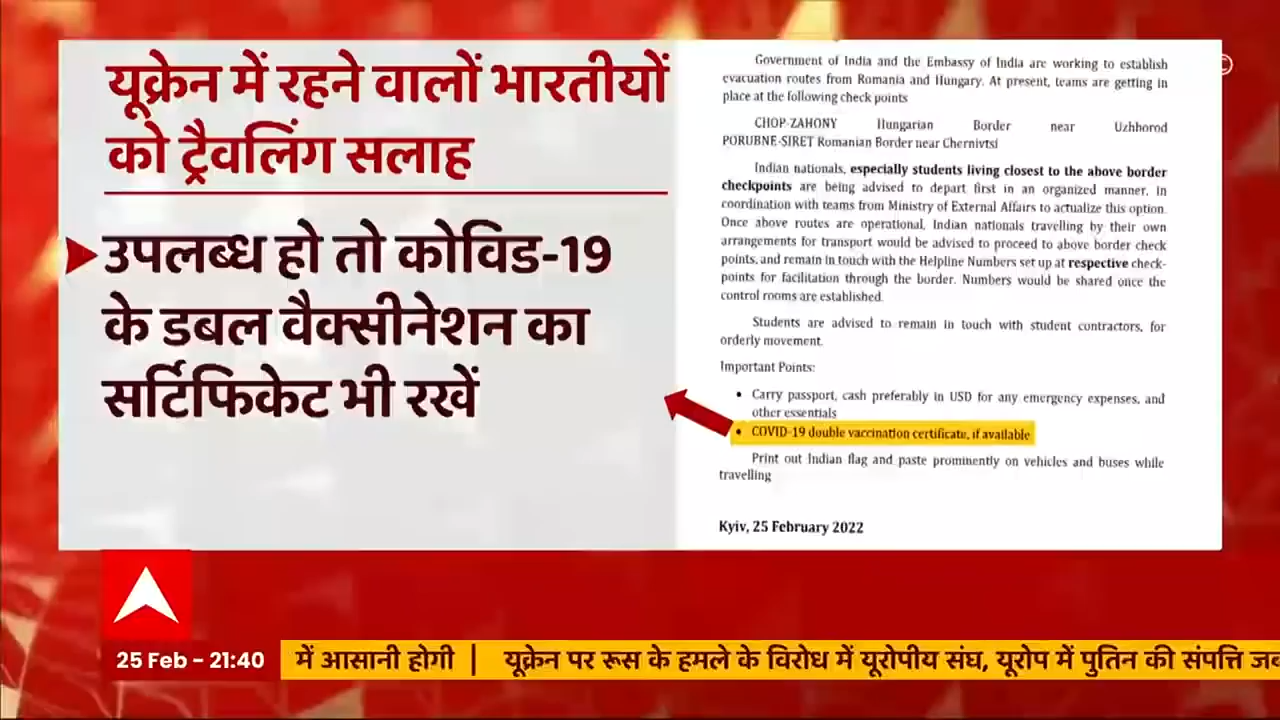 यूक्रेन में रहने वालों भारतीयों
को ट्रैवलिंग सलाह
उपलब्ध हो तो कोविड-19
के डबल वैक्सीनेशन का
सर्टिफिकेट भी रखें
Government of India and the Embassy of India are working to establish
evacuation routes from Romania and Hungary. At present, teams are getting in
place at the following check points
CHOP-ZAHONY Hungarian Border near Uzhhorod
PORUBNE-SIRET Romanian Border near Chernivtsi
Indian nationals, especially students living closest to the above border
checkpoints are being advised to depart first in an organized manner, in
coordination with teams from Ministry of External Affairs to actualize this option.
Once above routes are operational, Indian nationals travelling by their own
arrangements for transport would be advised to proceed to above border check
points, and remain in touch with the Helpline Numbers set up at respective check-
points for facilitation through the border. Numbers would be shared once the
control rooms are established.
Students are advised to remain in touch with student contractors, for
orderly movement.
Important Points:
• Carry passport, cash preferably in USD for any emergency expenses, and
other essentials
• COVID-19 double vaccination certificate, if available
Print out Indian flag and paste prominently on vehicles and buses while
travelling
Kyiv, 25 February 2022
25 Feb - 21:40
में आसानी होगी | यूक्रेन पर रूस के हमले के विरोध में यूरोपीय संघ, यूरोप में पुतिन की संपत्ति